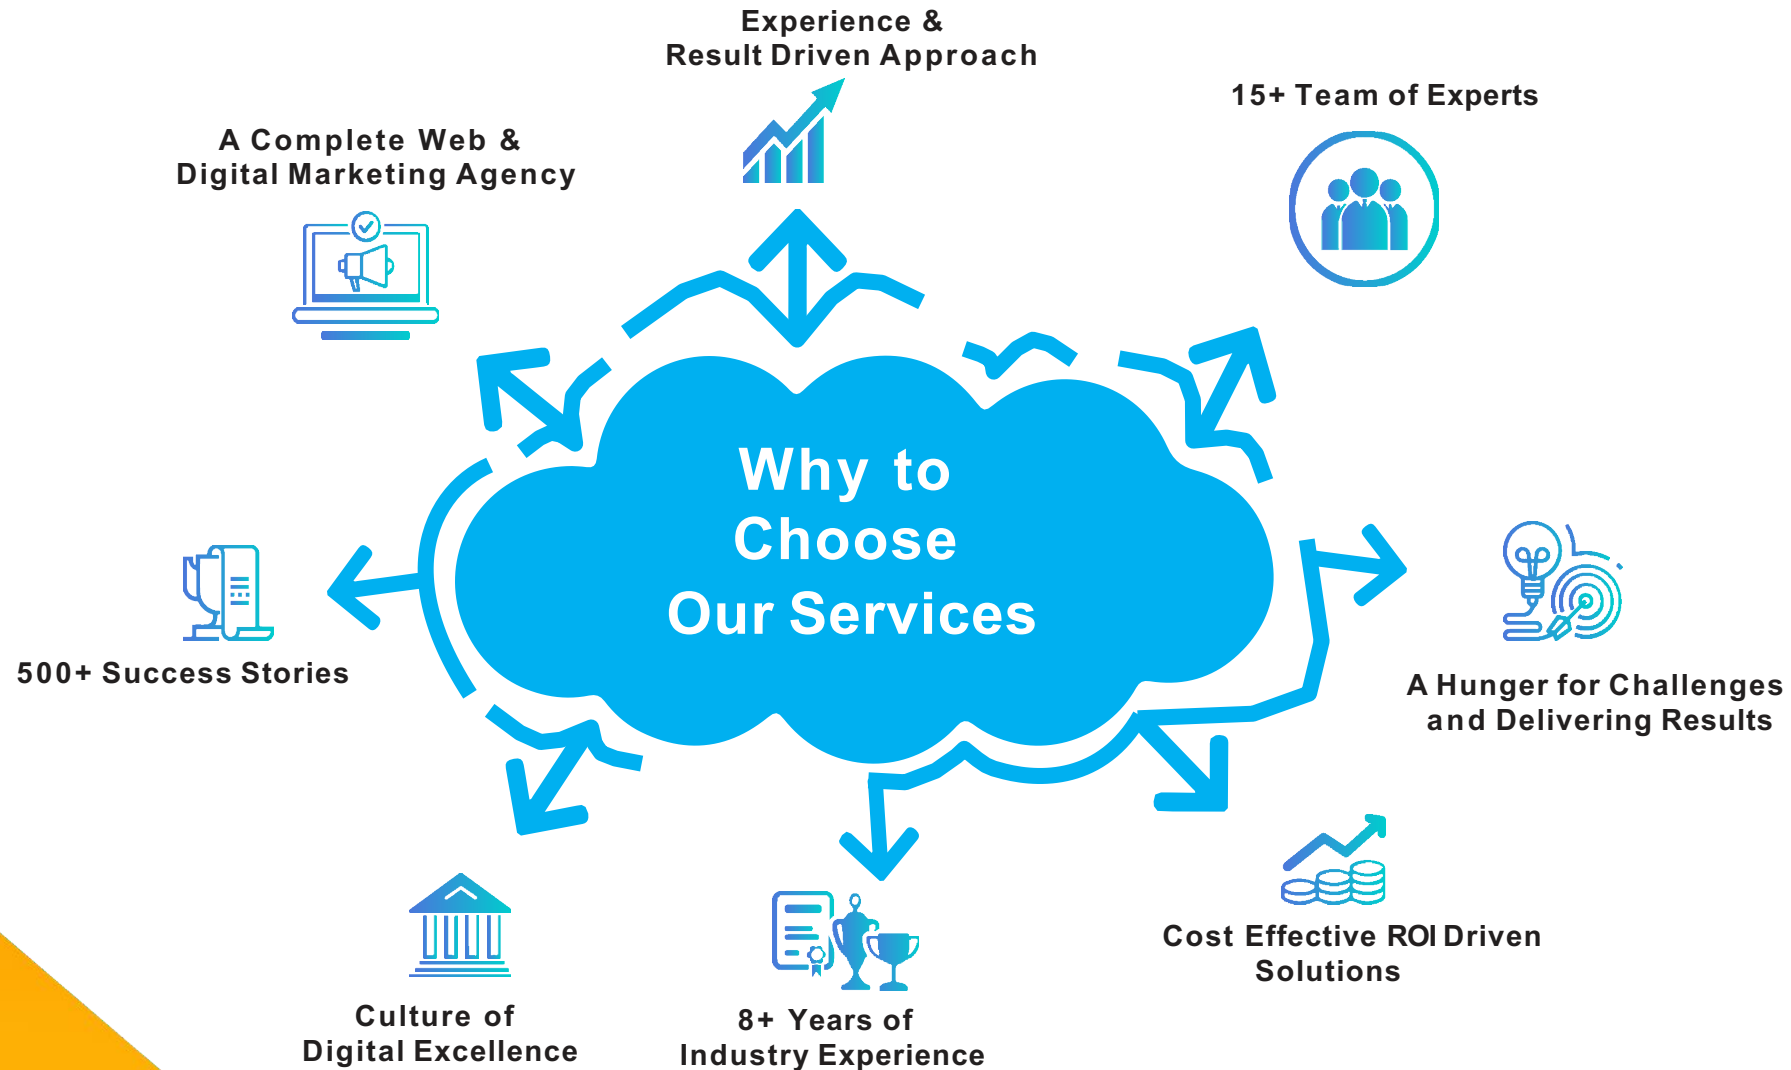 Experience &
Result Driven Approach
15+ Team of Experts
A Complete Web &
Digital Marketing Agency
Why to
Choose
Our Services
500+ Success Stories
A Hunger for Challenges
and Delivering Results
Cost Effective ROI Driven
Solutions
Culture of
Digital Excellence
8+ Years of
Industry Experience